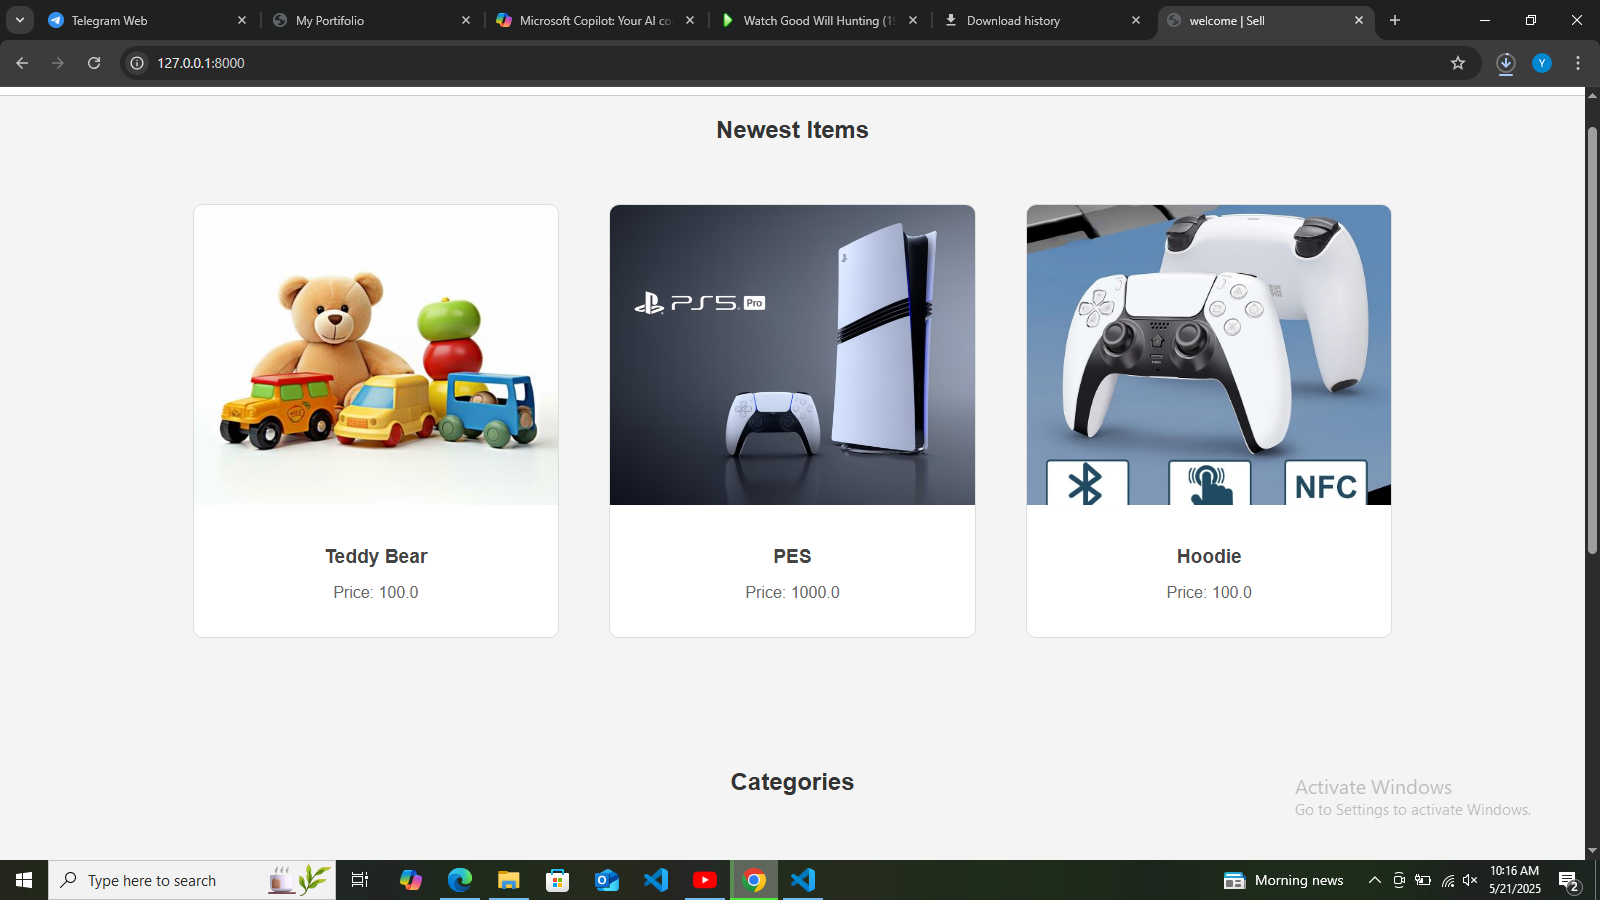 Telegram Web
My Portifolio
Microsoft Copilot: Your AI co
Watch Good Will Hunting (19
Download history
welcome | Sell
127.0.0.1:8000
Y
Newest Items
PS5 Pro
NFC
Teddy Bear
PES
Hoodie
Price: 100.0
Price: 1000.0
Price: 100.0
Categories
Activate Windows
Go to Settings to activate Windows.
Type here to search
Morning news
10:16 AM
5/21/2025
2